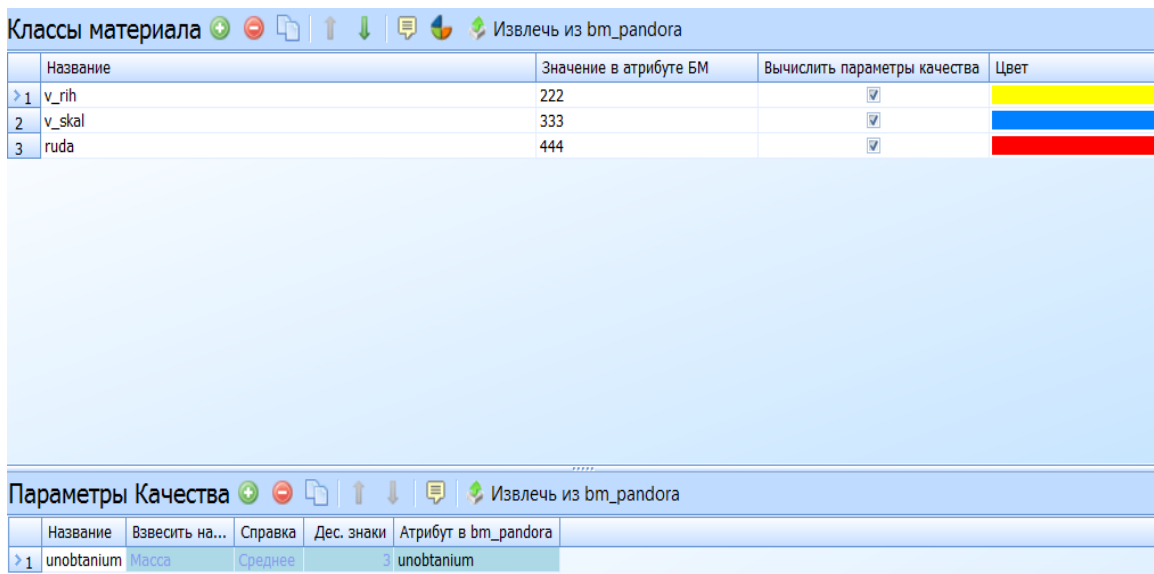 Классы материала Извлечь из bm_pandora
Название Значение в атрибуте БМ Вычислить параметры качества Цвет
1 v_rih 222
2 v_skal 333
3 ruda 444
Параметры Качества Извлечь из bm_pandora
Название Взвесить на... Справка Дес. знаки Атрибут в bm_pandora
1 unobtanium Масса Среднее 3 unobtanium